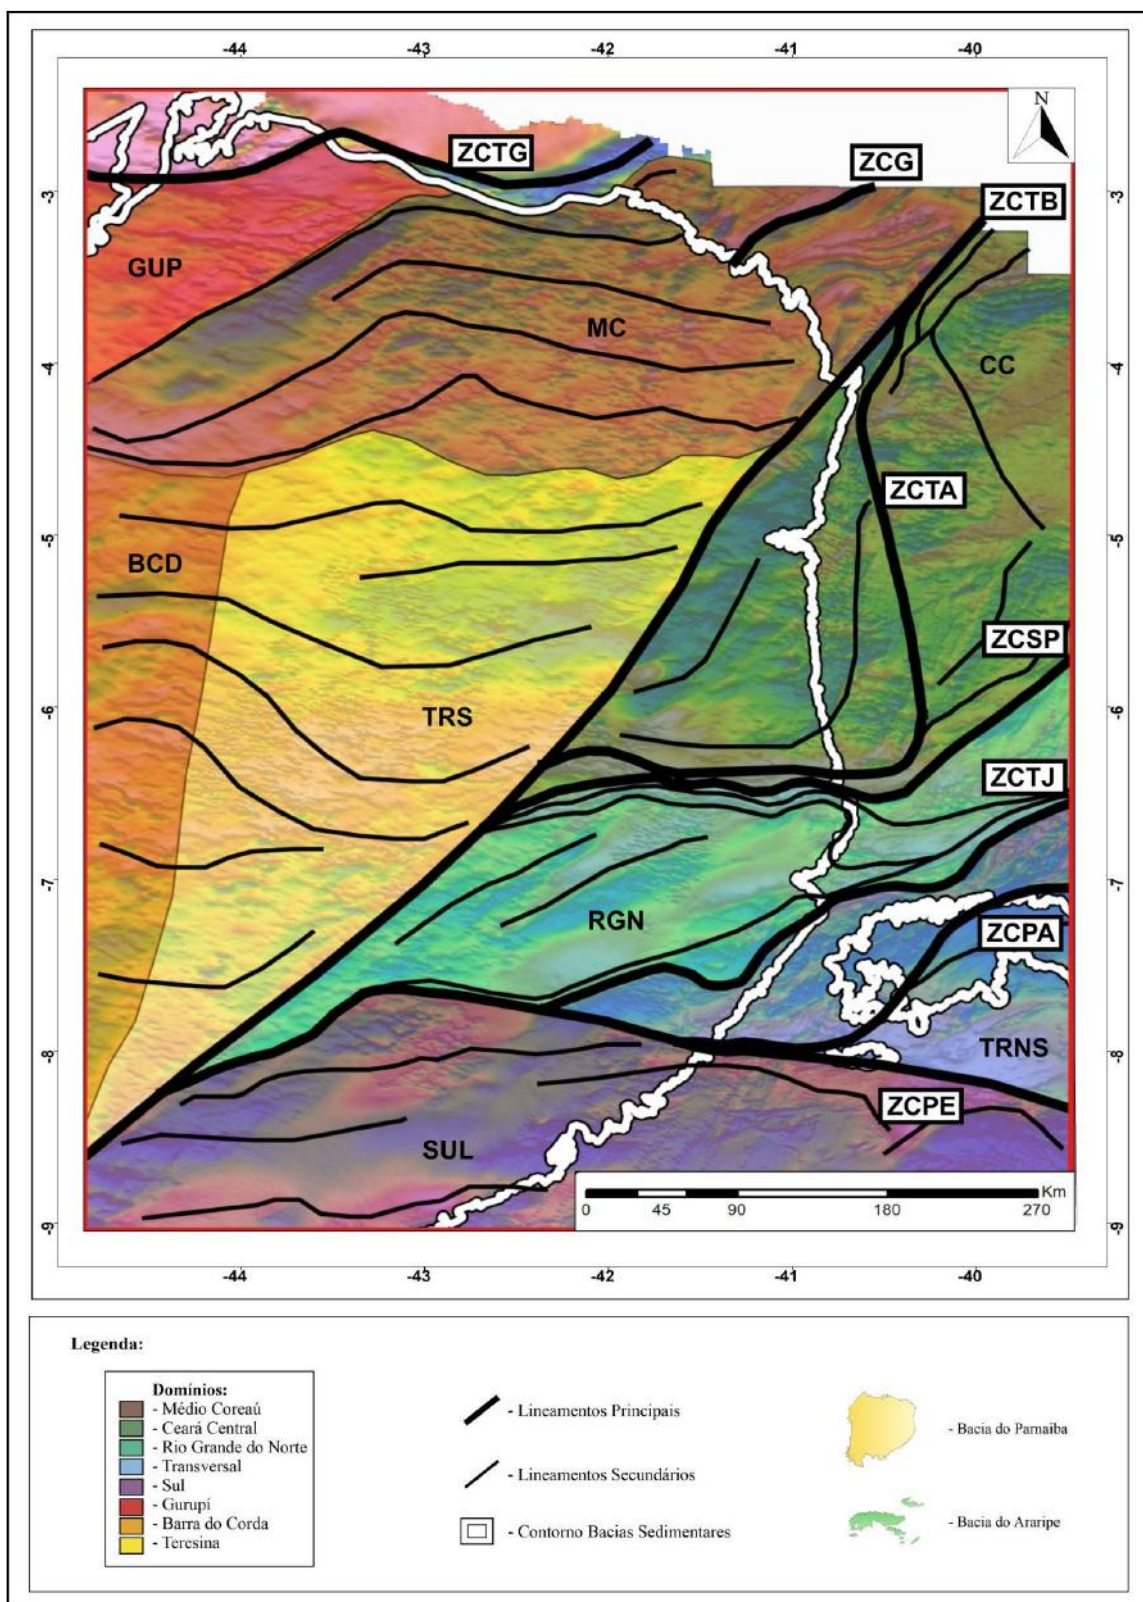 -44 -43 -42 -41 -40
N
ZCTG
ZCG
-3 -3
ZCTB
GUP
MC
-4 CC -4
ZCTA
-5 -5
BCD
ZCSP
-6 TRS -6
ZCTJ
-7 -7
RGN
ZCPA
-8 TRNS -8
ZCPE
SUL
Km
0 45 90 180 270
-9 -9
-44 -43 -42 -41 -40
Legenda:
Domínios:
- Médio Coreaú
- Ceará Central
- Rio Grande do Norte
- Transversal
- Sul
- Gurupí
- Barra do Corda
- Teresina
- Lineamentos Principais
- Lineamentos Secundários
- Contorno Bacias Sedimentares
- Bacia do Parnaíba
- Bacia do Araripe